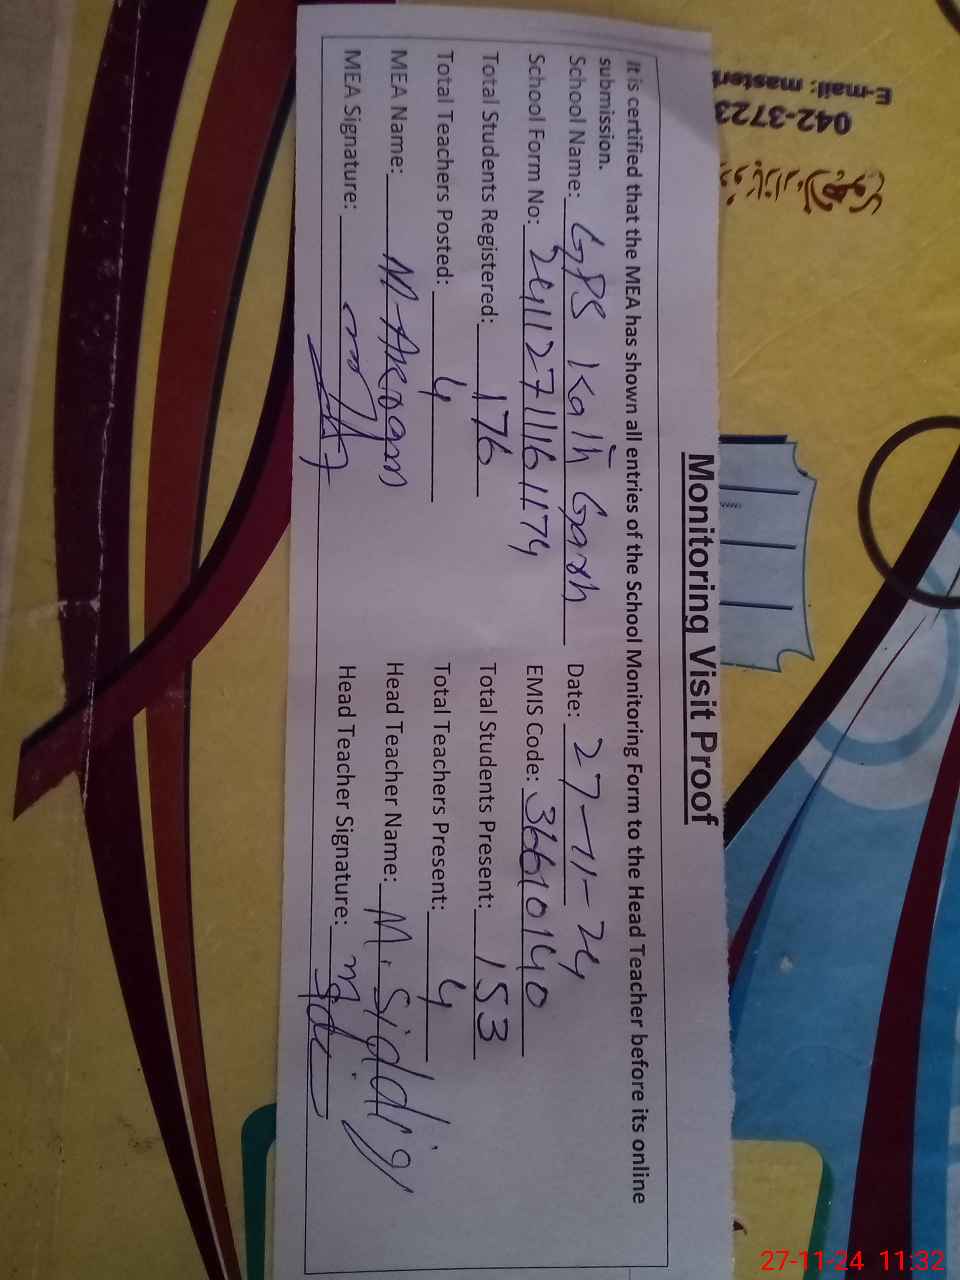 Monitoring Visit Proof
It is certified that the MEA has shown all entries of the School Monitoring Form to the Head Teacher before its online
submission.
School Name: GPS Kalih Garh Date: 27-11-24
School Form No: 2411271116 1174 EMIS Code: 36610140
Total Students Registered: 176 Total Students Present: 153
Total Teachers Posted: 4 Total Teachers Present: 4
MEA Name: M Akram Head Teacher Name: M. Siddiq
MEA Signature: Head Teacher Signature:
042-3723
E-mail: master
27-11-24 11:32